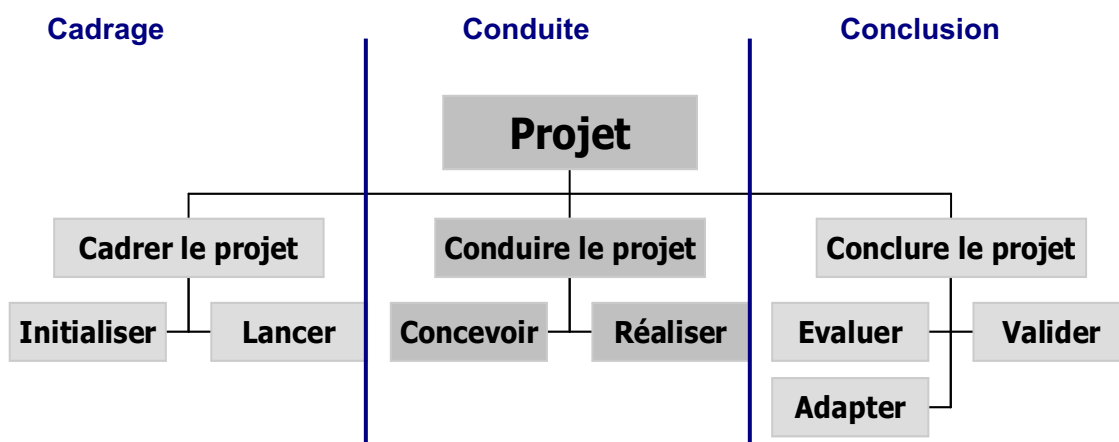 Cadrage
Conduite
Conclusion
Projet
Cadrer le projet
Conduire le projet
Conclure le projet
Initialiser
Lancer
Concevoir
Réaliser
Evaluer
Valider
Adapter